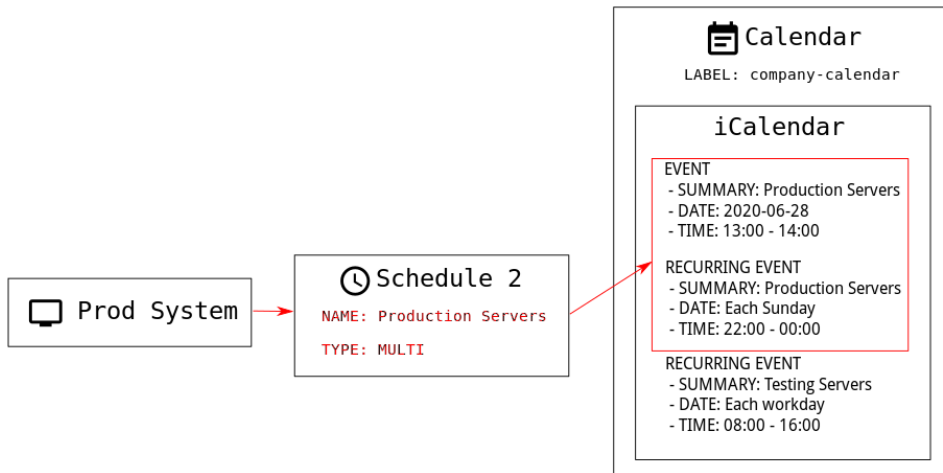 Prod System
Schedule 2
NAME: Production Servers
TYPE: MULTI
Calendar
LABEL: company-calendar
iCalendar
EVENT
- SUMMARY: Production Servers
- DATE: 2020-06-28
- TIME: 13:00 - 14:00
RECURRING EVENT
- SUMMARY: Production Servers
- DATE: Each Sunday
- TIME: 22:00 - 00:00
RECURRING EVENT
- SUMMARY: Testing Servers
- DATE: Each workday
- TIME: 08:00 - 16:00